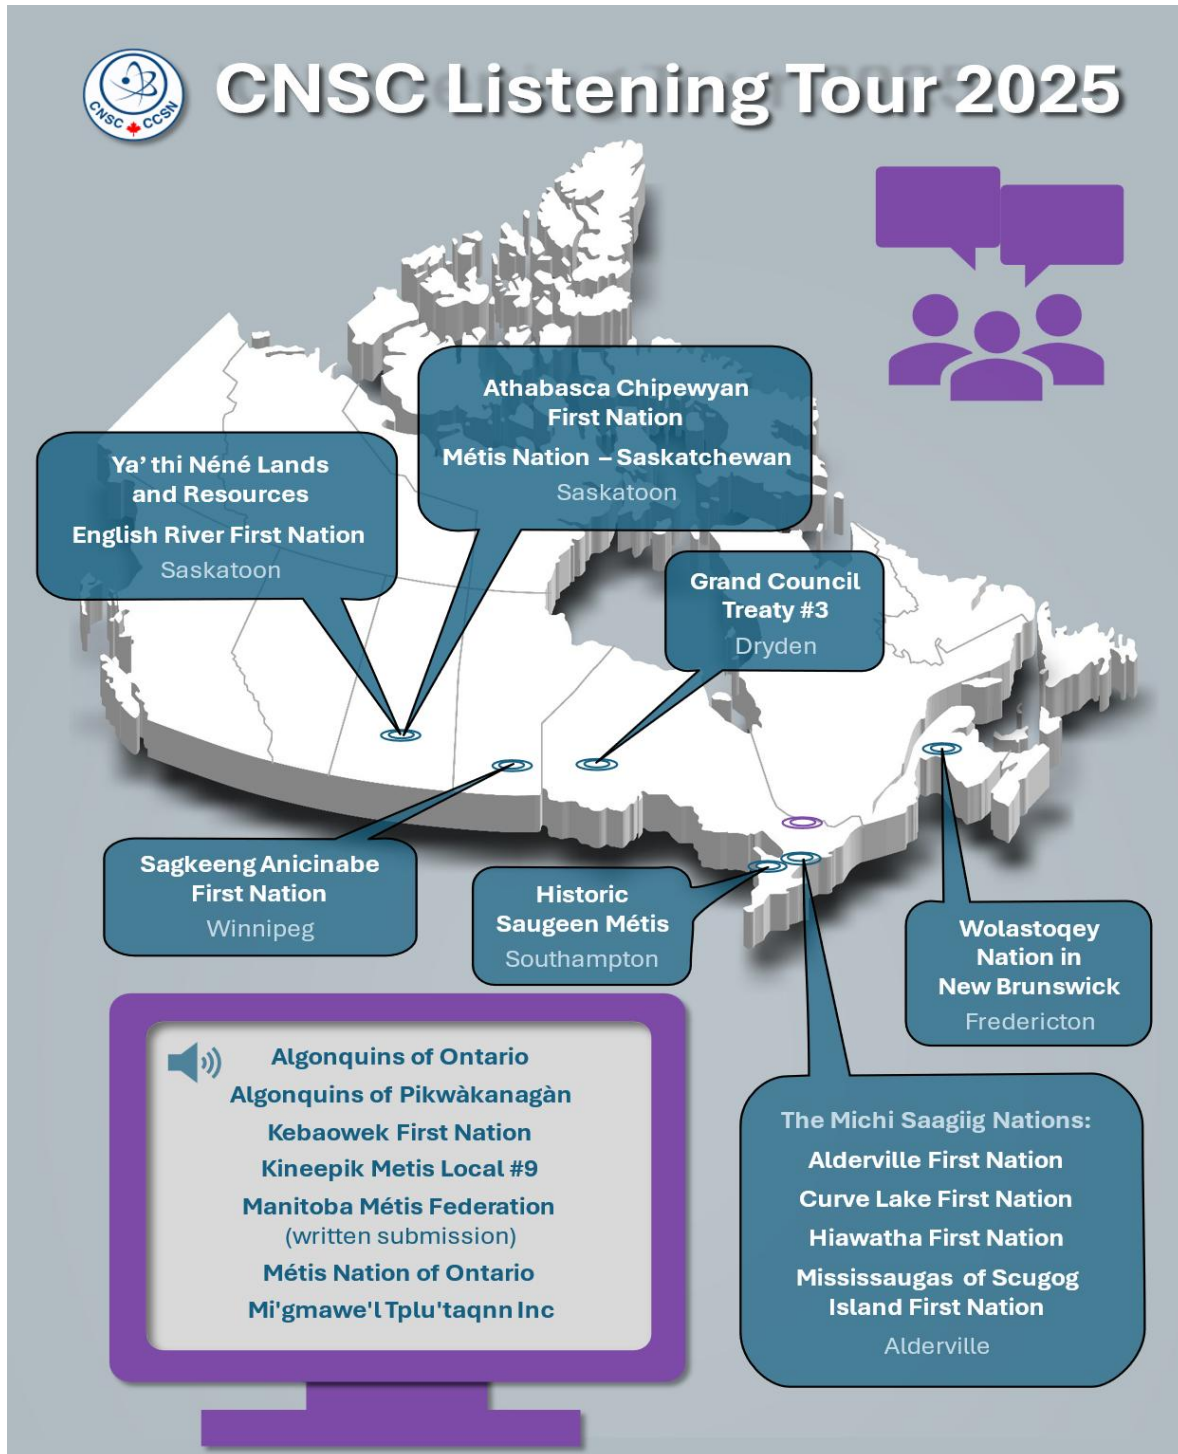 CNSC Listening Tour 2025
CNSC CCSN
Athabasca Chipewyan
First Nation
Métis Nation – Saskatchewan
Saskatoon
Ya' thi Néné Lands
and Resources
English River First Nation
Saskatoon
Grand Council
Treaty #3
Dryden
Sagkeeng Anicinabe
First Nation
Winnipeg
Historic
Saugeen Métis
Southampton
Wolastoqey
Nation in
New Brunswick
Fredericton
Algonquins of Ontario
Algonquins of Pikwàkanagàn
Kebaowek First Nation
Kineepik Metis Local #9
Manitoba Métis Federation
(written submission)
Métis Nation of Ontario
Mi'gmawe'l Tplu'taqnn Inc
The Michi Saagiig Nations:
Alderville First Nation
Curve Lake First Nation
Hiawatha First Nation
Mississaugas of Scugog
Island First Nation
Alderville